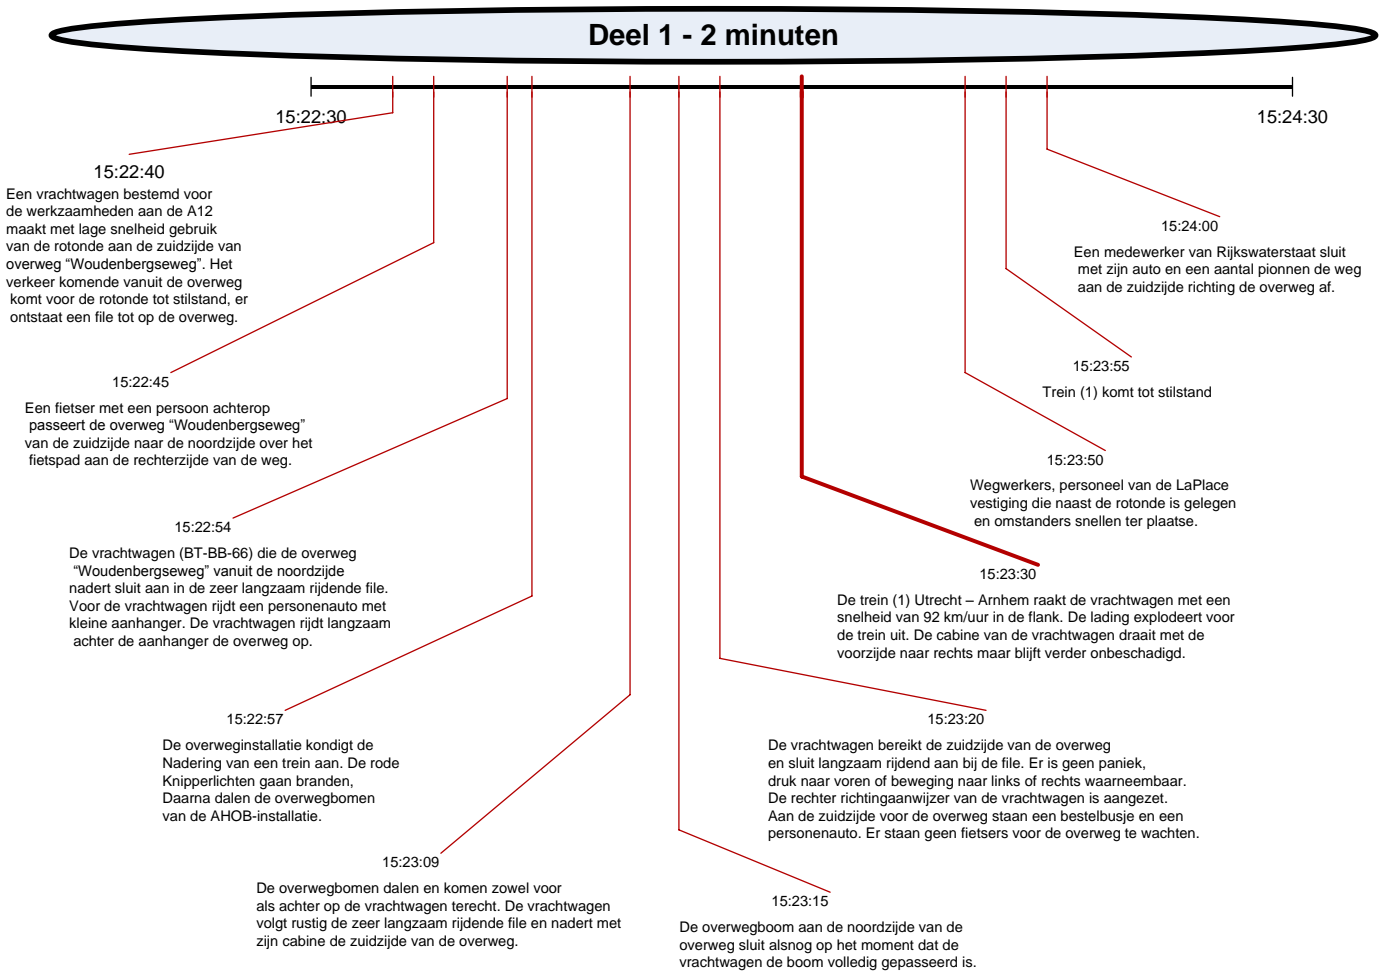 Deel 1 - 2 minuten
15:22:30
15:24:30
15:22:40
Een vrachtwagen bestemd voor
de werkzaamheden aan de A12
maakt met lage snelheid gebruik
van de rotonde aan de zuidzijde van
overweg “Woudenbergseweg”. Het
verkeer komende vanuit de overweg
komt voor de rotonde tot stilstand, er
ontstaat een file tot op de overweg.
15:22:45
Een fietser met een persoon achterop
passeert de overweg “Woudenbergseweg”
van de zuidzijde naar de noordzijde over het
fietspad aan de rechterzijde van de weg.
15:22:54
De vrachtwagen (BT-BB-66) die de overweg
“Woudenbergseweg” vanuit de noordzijde
nadert sluit aan in de zeer langzaam rijdende file.
Voor de vrachtwagen rijdt een personenauto met
kleine aanhanger. De vrachtwagen rijdt langzaam
achter de aanhanger de overweg op.
15:22:57
De overweginstallatie kondigt de
Nadering van een trein aan. De rode
Knipperlichten gaan branden,
Daarna dalen de overwegbomen
van de AHOB-installatie.
15:23:09
De overwegbomen dalen en komen zowel voor
als achter op de vrachtwagen terecht. De vrachtwagen
volgt rustig de zeer langzaam rijdende file en nadert met
zijn cabine de zuidzijde van de overweg.
15:23:15
De overwegboom aan de noordzijde van de
overweg sluit alsnog op het moment dat de
vrachtwagen de boom volledig gepasseerd is.
15:23:20
De vrachtwagen bereikt de zuidzijde van de overweg
en sluit langzaam rijdend aan bij de file. Er is geen paniek,
druk naar voren of beweging naar links of rechts waarneembaar.
De rechter richtingaanwijzer van de vrachtwagen is aangezet.
Aan de zuidzijde voor de overweg staan een bestelbusje en een
personenauto. Er staan geen fietsers voor de overweg te wachten.
15:23:30
De trein (1) Utrecht – Arnhem raakt de vrachtwagen met een
snelheid van 92 km/uur in de flank. De lading explodeert voor
de trein uit. De cabine van de vrachtwagen draait met de
voorzijde naar rechts maar blijft verder onbeschadigd.
15:23:50
Wegwerkers, personeel van de LaPlace
vestiging die naast de rotonde is gelegen
en omstanders snellen ter plaatse.
15:23:55
Trein (1) komt tot stilstand
15:24:00
Een medewerker van Rijkswaterstaat sluit
met zijn auto en een aantal pionnen de weg
aan de zuidzijde richting de overweg af.